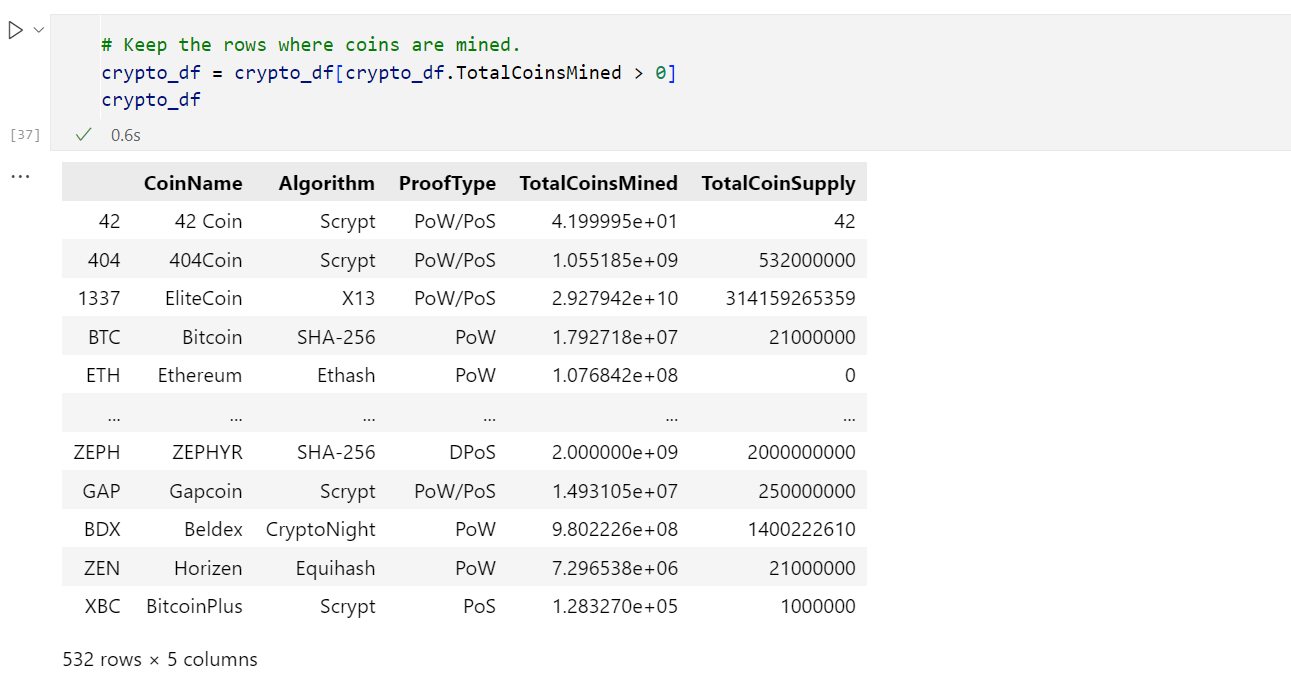 # Keep the rows where coins are mined.
crypto_df = crypto_df[crypto_df.TotalCoinsMined > 0]
crypto_df
[37] 0.6s
...
CoinName Algorithm ProofType TotalCoinsMined TotalCoinSupply
42 42 Coin Scrypt PoW/PoS 4.199995e+01 42
404 404Coin Scrypt PoW/PoS 1.055185e+09 532000000
1337 EliteCoin X13 PoW/PoS 2.927942e+10 314159265359
BTC Bitcoin SHA-256 PoW 1.792718e+07 21000000
ETH Ethereum Ethash PoW 1.076842e+08 0
... ... ... ... ... ...
ZEPH ZEPHYR SHA-256 DPoS 2.000000e+09 2000000000
GAP Gapcoin Scrypt PoW/PoS 1.493105e+07 250000000
BDX Beldex CryptoNight PoW 9.802226e+08 1400222610
ZEN Horizen Equihash PoW 7.296538e+06 21000000
XBC BitcoinPlus Scrypt PoS 1.283270e+05 1000000
532 rows × 5 columns